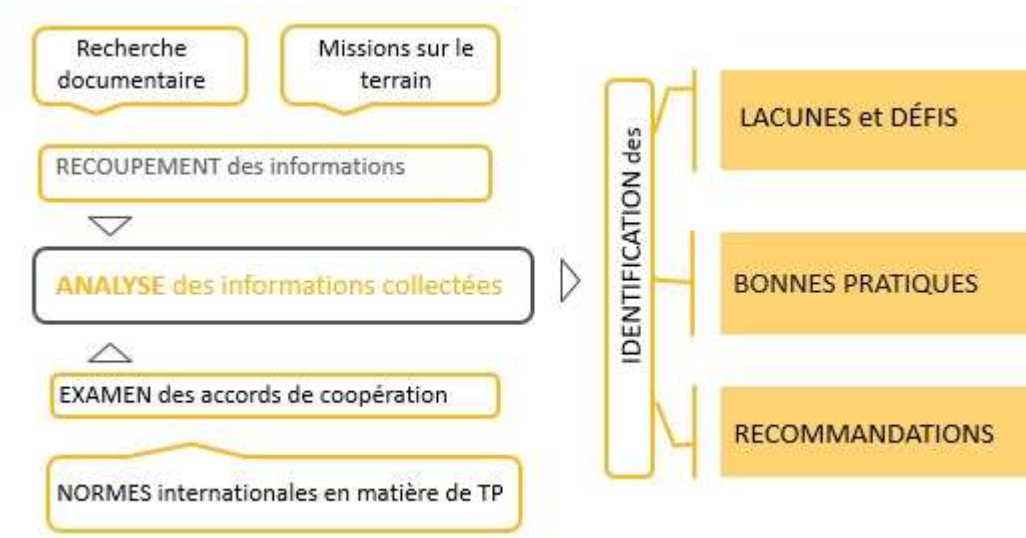 Recherche
documentaire
Missions sur le
terrain
RECOUPEMENT des informations
ANALYSE des informations collectées
EXAMEN des accords de coopération
NORMES internationales en matière de TP
IDENTIFICATION des
LACUNES et DÉFIS
BONNES PRATIQUES
RECOMMANDATIONS